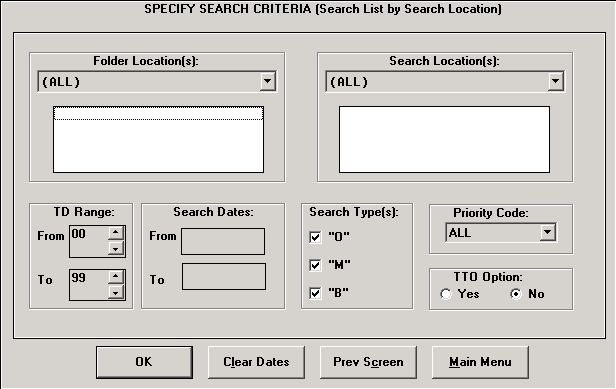 SPECIFY SEARCH CRITERIA (Search List by Search Location)
Folder Location(s):
(ALL)
Search Location(s):
(ALL)
TD Range:
From 00
To 99
Search Dates:
From
To
Search Type(s):
"O"
"M"
"B"
Priority Code:
ALL
TTO Option:
Yes No
OK Clear Dates Prev Screen Main Menu